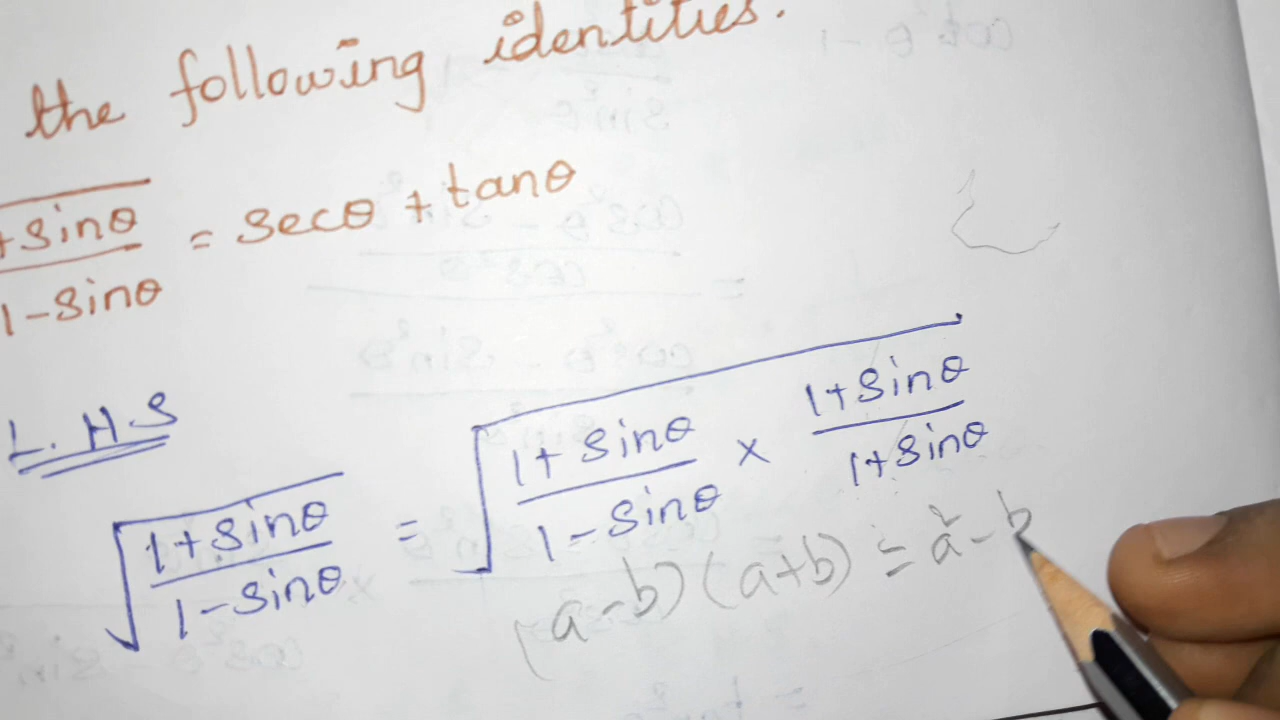 the following identities.
+sinθ
= secθ + tanθ
1-sinθ
L.H.S
√(1+sinθ / 1-sinθ) = √(1+sinθ / 1-sinθ × 1+sinθ / 1+sinθ)
(a-b)(a+b) = a² - b